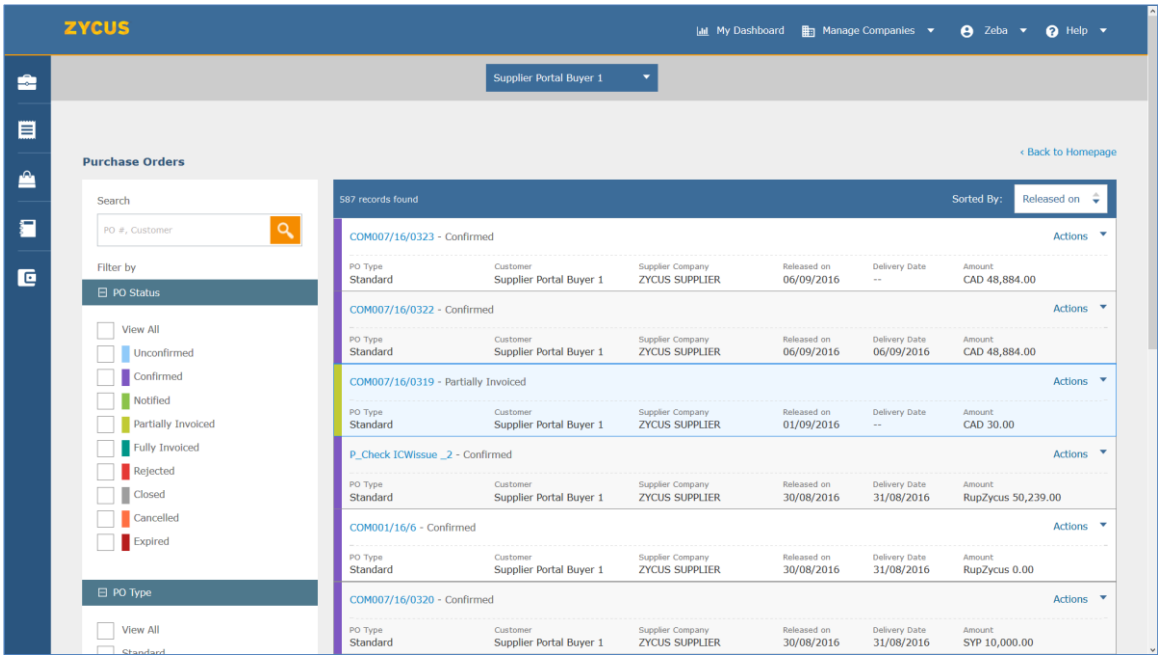 ZYCUS
My Dashboard Manage Companies Zeba Help
Supplier Portal Buyer 1
‹ Back to Homepage
Purchase Orders
Search
PO #, Customer
Filter by
PO Status
View All
Unconfirmed
Confirmed
Notified
Partially Invoiced
Fully Invoiced
Rejected
Closed
Cancelled
Expired
PO Type
View All
Standard
587 records found Sorted By: Released on
COM007/16/0323 - Confirmed Actions
PO Type Customer Supplier Company Released on Delivery Date Amount
Standard Supplier Portal Buyer 1 ZYCUS SUPPLIER 06/09/2016 -- CAD 48,884.00
COM007/16/0322 - Confirmed Actions
PO Type Customer Supplier Company Released on Delivery Date Amount
Standard Supplier Portal Buyer 1 ZYCUS SUPPLIER 06/09/2016 06/09/2016 CAD 48,884.00
COM007/16/0319 - Partially Invoiced Actions
PO Type Customer Supplier Company Released on Delivery Date Amount
Standard Supplier Portal Buyer 1 ZYCUS SUPPLIER 01/09/2016 -- CAD 30.00
P_Check ICWissue _2 - Confirmed Actions
PO Type Customer Supplier Company Released on Delivery Date Amount
Standard Supplier Portal Buyer 1 ZYCUS SUPPLIER 30/08/2016 31/08/2016 RupZycus 50,239.00
COM001/16/6 - Confirmed Actions
PO Type Customer Supplier Company Released on Delivery Date Amount
Standard Supplier Portal Buyer 1 ZYCUS SUPPLIER 30/08/2016 31/08/2016 RupZycus 0.00
COM007/16/0320 - Confirmed Actions
PO Type Customer Supplier Company Released on Delivery Date Amount
Standard Supplier Portal Buyer 1 ZYCUS SUPPLIER 30/08/2016 31/08/2016 SYP 10,000.00